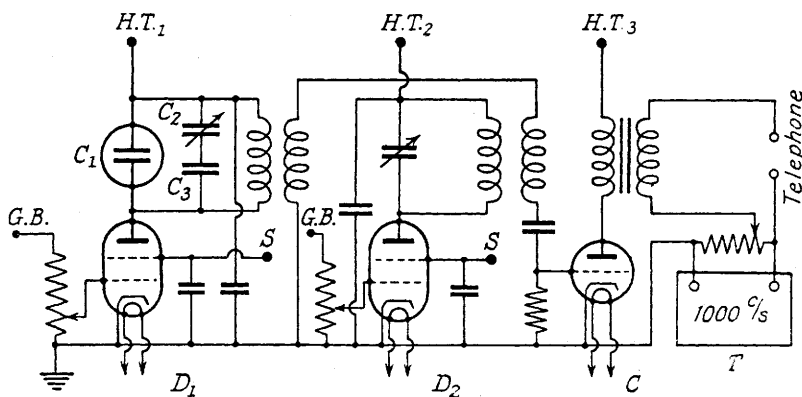 H.T.1
H.T.2
H.T.3
C2
C1
C3
Telephone
G.B.
S
G.B.
S
1000 c/s
D1
D2
C
T